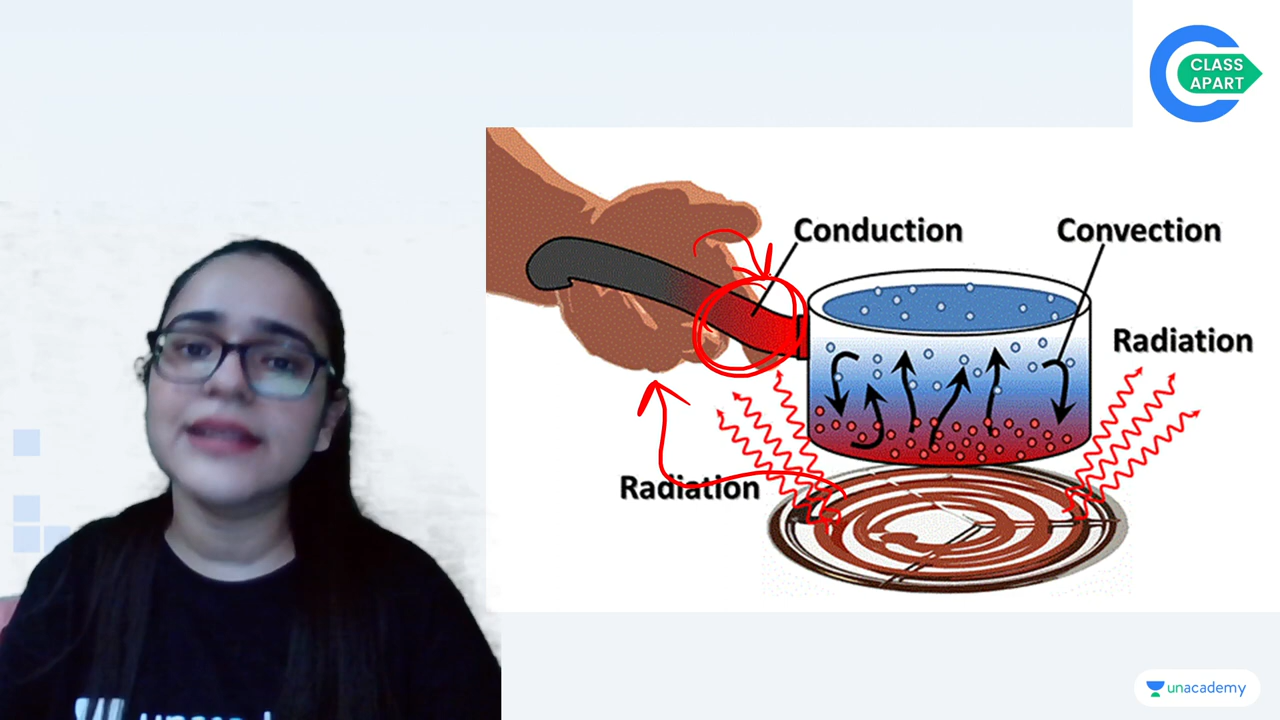 CLASS
APART
Conduction
Convection
Radiation
Radiation
unacademy